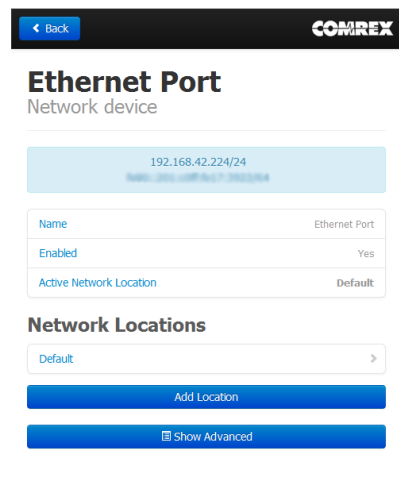 Back
COMREX
Ethernet Port
Network device
192.168.42.224/24
Name Ethernet Port
Enabled Yes
Active Network Location Default
Network Locations
Default
Add Location
Show Advanced